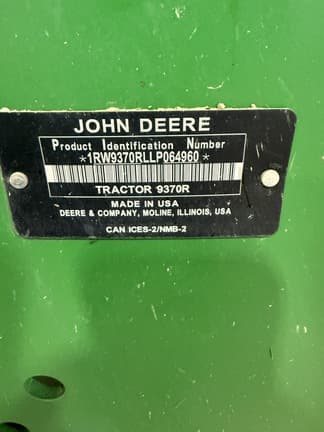 JOHN DEERE
Product Identification Number
*1RW9370RLLP064960*
TRACTOR 9370R
MADE IN USA
DEERE & COMPANY, MOLINE, ILLINOIS, USA
CAN ICES-2/NMB-2